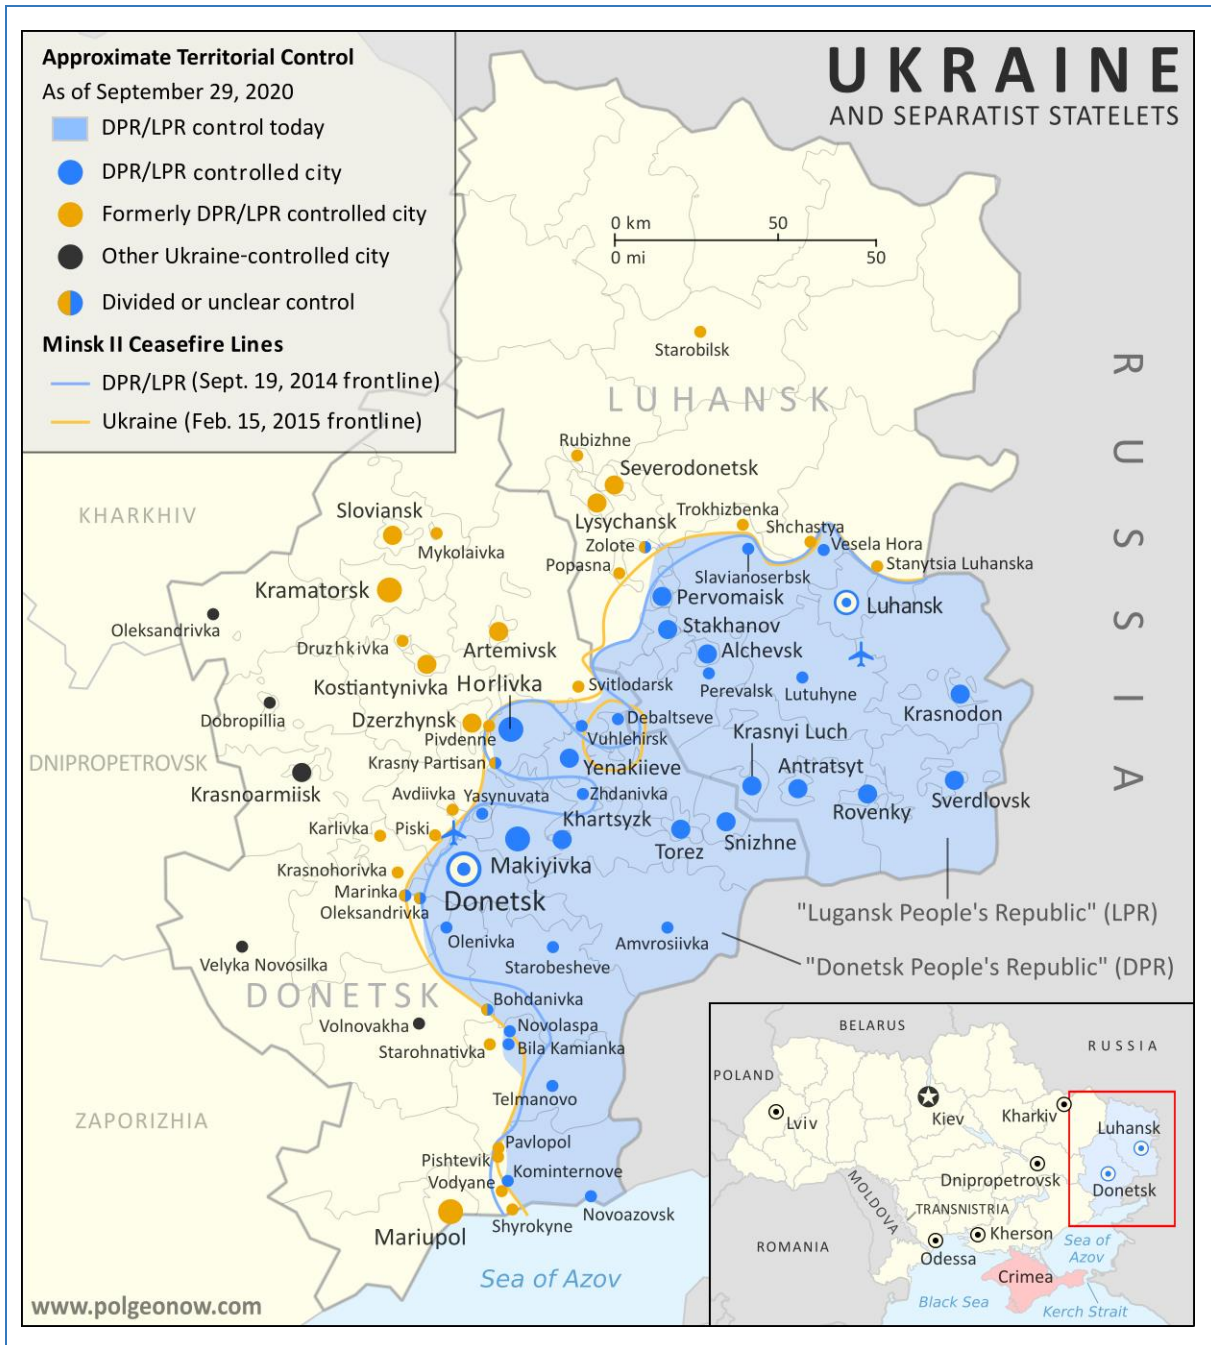 Approximate Territorial Control
As of September 29, 2020
DPR/LPR control today
DPR/LPR controlled city
Formerly DPR/LPR controlled city
Other Ukraine-controlled city
Divided or unclear control
Minsk II Ceasefire Lines
DPR/LPR (Sept. 19, 2014 frontline)
Ukraine (Feb. 15, 2015 frontline)
UKRAINE
AND SEPARATIST STATELETS
0 km 50
0 mi 50
Starobilsk
LUHANSK
RUSSIA
Rubizhne
Severodonetsk
Lysychansk
Trokhizbenka
Shchastya
Vesela Hora
Stanytsia Luhanska
Zolote
Popasna
Slavianoserbsk
KHARKHIV
Sloviansk
Mykolaivka
Kramatorsk
Oleksandrivka
Druzhkivka
Artemivsk
Kostiantynivka
Pervomaisk
Luhansk
Stakhanov
Alchevsk
Perevalsk
Lutuhyne
Krasnodon
Horlivka
Svitlodarsk
Dobropillia
Dzerzhynsk
Pivdenne
Debaltseve
Vuhlehirsk
Krasnyi Luch
DNIPROPETROVSK
Krasny Partisan
Yenakiieve
Antratsyt
Krasnoarmiisk
Avdiivka
Yasynuvata
Zhdanivka
Rovenky
Sverdlovsk
Karlivka
Piski
Khartsyzk
Torez
Snizhne
Makiyivka
Krasnohorivka
Marinka
Oleksandrivka
Donetsk
"Lugansk People's Republic" (LPR)
Olenivka
Amvrosiivka
Velyka Novosilka
Starobesheve
"Donetsk People's Republic" (DPR)
DONETSK
Bohdanivka
Volnovakha
Novolaspa
Starohnativka
Bila Kamianka
Telmanovo
ZAPORIZHIA
Pavlopol
Pishtevik
Kominternove
Vodyane
Shyrokyne
Novoazovsk
Mariupol
Sea of Azov
www.polgeonow.com
BELARUS
RUSSIA
POLAND
Lviv
Kiev
Kharkiv
Luhansk
Dnipropetrovsk
Donetsk
MOLDOVA
TRANSNISTRIA
Kherson
ROMANIA
Odessa
Sea of
Azov
Crimea
Black Sea
Kerch Strait